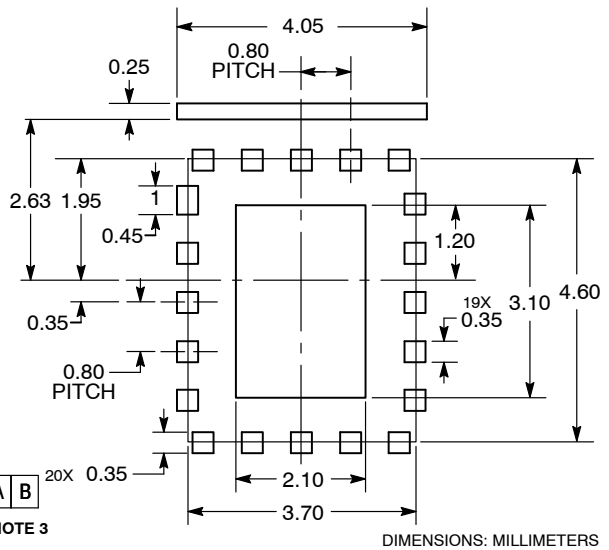 4.05
0.80
PITCH
0.25
2.63
1.95
1
0.45
1.20
19X
0.35
3.10
4.60
0.35
0.80
PITCH
20X 0.35
2.10
3.70
A B
NOTE 3
DIMENSIONS: MILLIMETERS